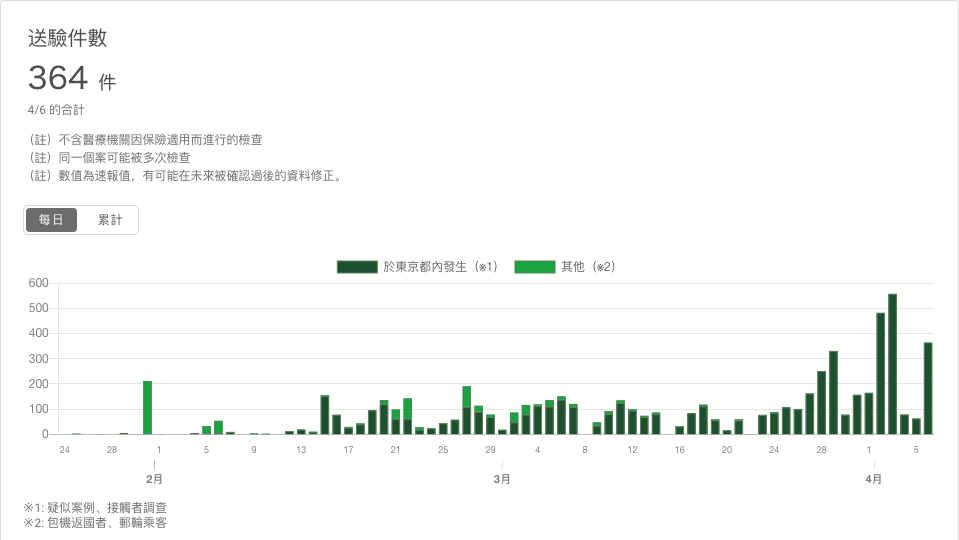 送驗件數
364 件
4/6 的合計
（註）不含醫療機關因保險適用而進行的檢查
（註）同一個案可能被多次檢查
（註）數值為速報值，有可能在未來被確認過後的資料修正。
每日 累計
於東京都內發生（※1） 其他（※2）
600
500
400
300
200
100
0
24 28 1 5 9 13 17 21 25 29 4 8 12 16 20 24 28 1 5
2月 3月 4月
※1: 疑似案例、接觸者調查
※2: 包機返國者、郵輪乘客